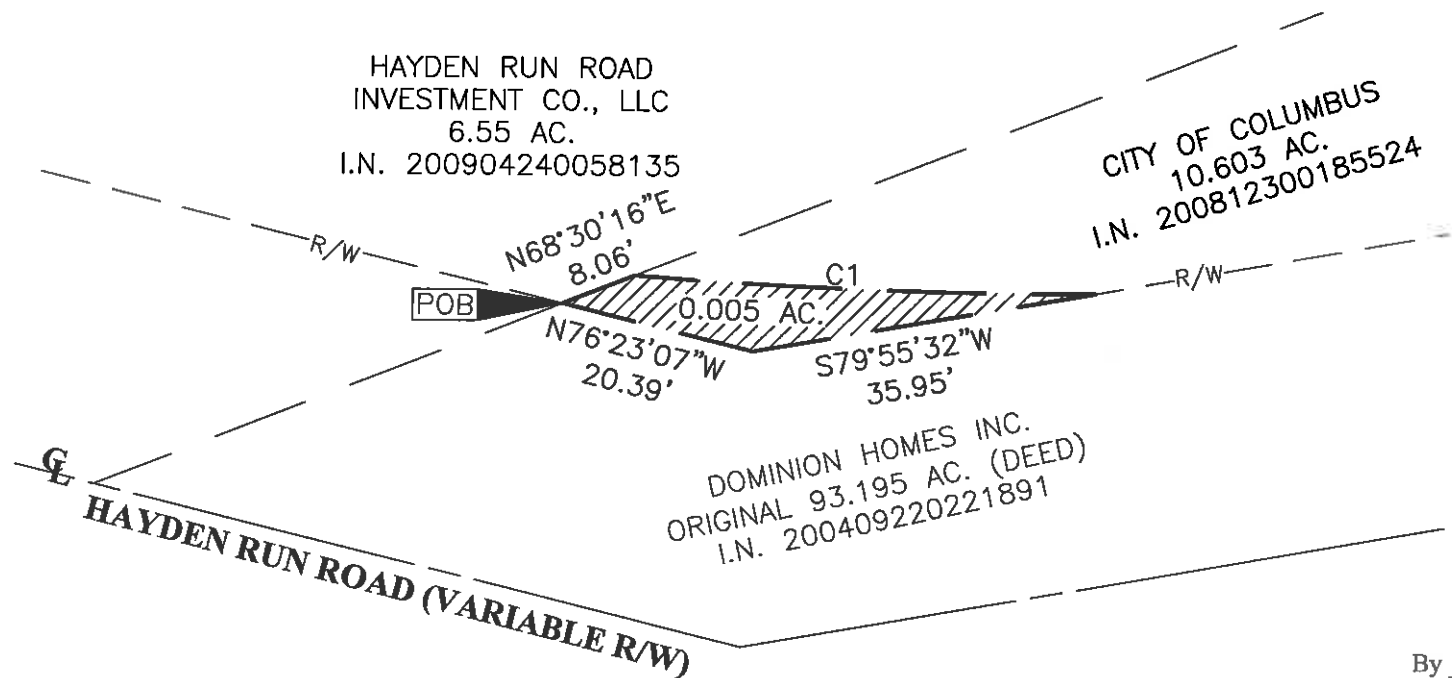 HAYDEN RUN ROAD
INVESTMENT CO., LLC
6.55 AC.
I.N. 200904240058135
CITY OF COLUMBUS
10.603 AC.
I.N. 200812300185524
R/W
N68°30'16"E
8.06'
C1
R/W
POB
0.005 AC.
N76°23'07"W
20.39'
S79°55'32"W
35.95'
DOMINION HOMES INC.
ORIGINAL 93.195 AC. (DEED)
I.N. 200409220221891
℄
HAYDEN RUN ROAD (VARIABLE R/W)
By